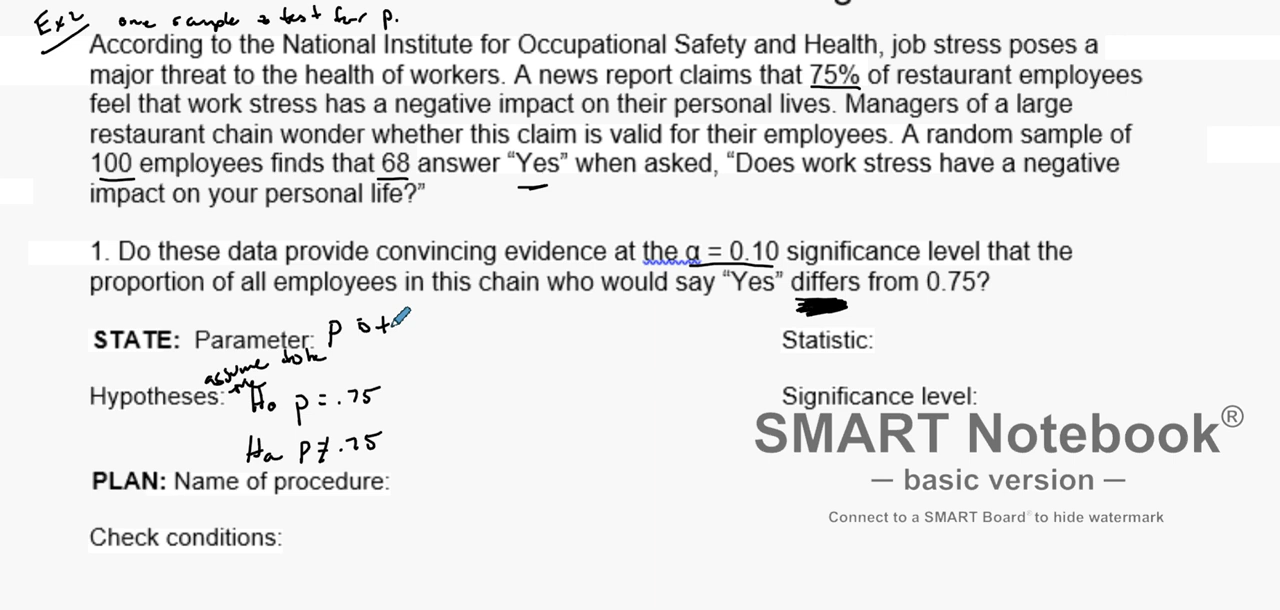 Ex2 one sample z test for p.
According to the National Institute for Occupational Safety and Health, job stress poses a
major threat to the health of workers. A news report claims that 75% of restaurant employees
feel that work stress has a negative impact on their personal lives. Managers of a large
restaurant chain wonder whether this claim is valid for their employees. A random sample of
100 employees finds that 68 answer “Yes” when asked, “Does work stress have a negative
impact on your personal life?”
1. Do these data provide convincing evidence at the α = 0.10 significance level that the
proportion of all employees in this chain who would say “Yes” differs from 0.75?
STATE: Parameter: p
Statistic:
assume to be
Hypotheses: Ho p = .75
Significance level:
Ha p ≠ .75
SMART Notebook®
— basic version —
Connect to a SMART Board® to hide watermark
PLAN: Name of procedure:
Check conditions: